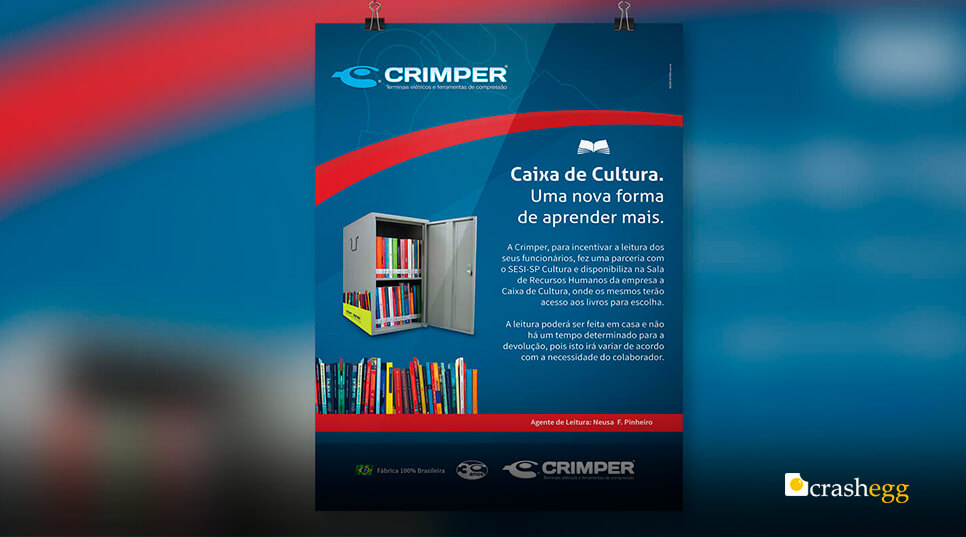 CRIMPER
Terminais elétricos e ferramentas de compressão
Caixa de Cultura.
Uma nova forma
de aprender mais.
A Crimper, para incentivar a leitura dos
seus funcionários, fez uma parceria com
o SESI-SP Cultura e disponibiliza na Sala
de Recursos Humanos da empresa a
Caixa de Cultura, onde os mesmos terão
acesso aos livros para escolha.
A leitura poderá ser feita em casa e não
há um tempo determinado para a
devolução, pois isto irá variar de acordo
com a necessidade do colaborador.
Agente de Leitura: Neusa F. Pinheiro
Fábrica 100% Brasileira
30 anos
CRIMPER
Terminais elétricos e ferramentas de compressão
crashegg